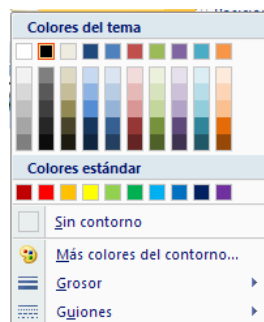 Colores del tema
Colores estándar
Sin contorno
Más colores del contorno...
Grosor
Guiones